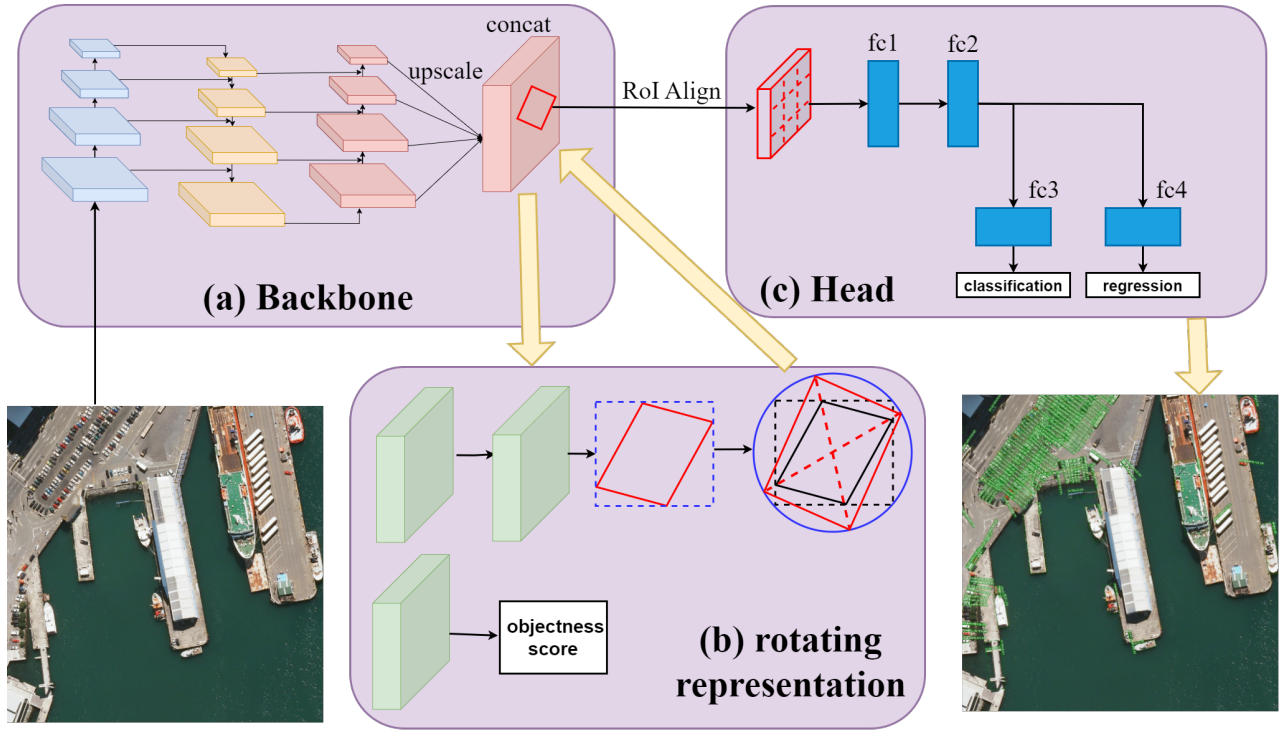 concat
upscale
(a) Backbone
RoI Align
fc1
fc2
fc3
fc4
classification
regression
(c) Head
objectness
score
(b) rotating
representation